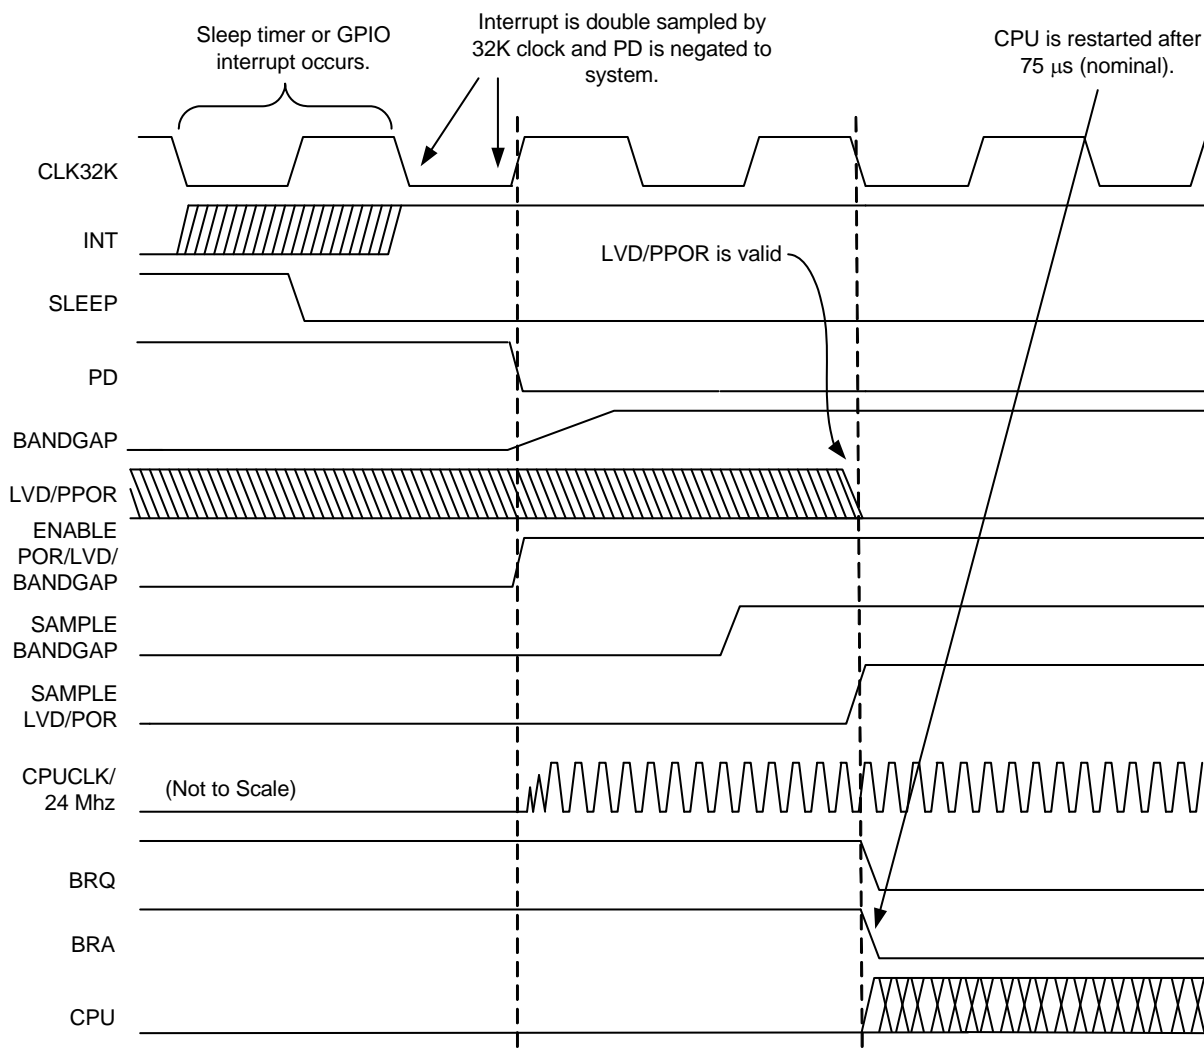 Sleep timer or GPIO
interrupt occurs.
Interrupt is double sampled by
32K clock and PD is negated to
system.
CPU is restarted after
75 μs (nominal).
CLK32K
INT
LVD/PPOR is valid
SLEEP
PD
BANDGAP
LVD/PPOR
ENABLE
POR/LVD/
BANDGAP
SAMPLE
BANDGAP
SAMPLE
LVD/POR
CPUCLK/
24 Mhz
(Not to Scale)
BRQ
BRA
CPU